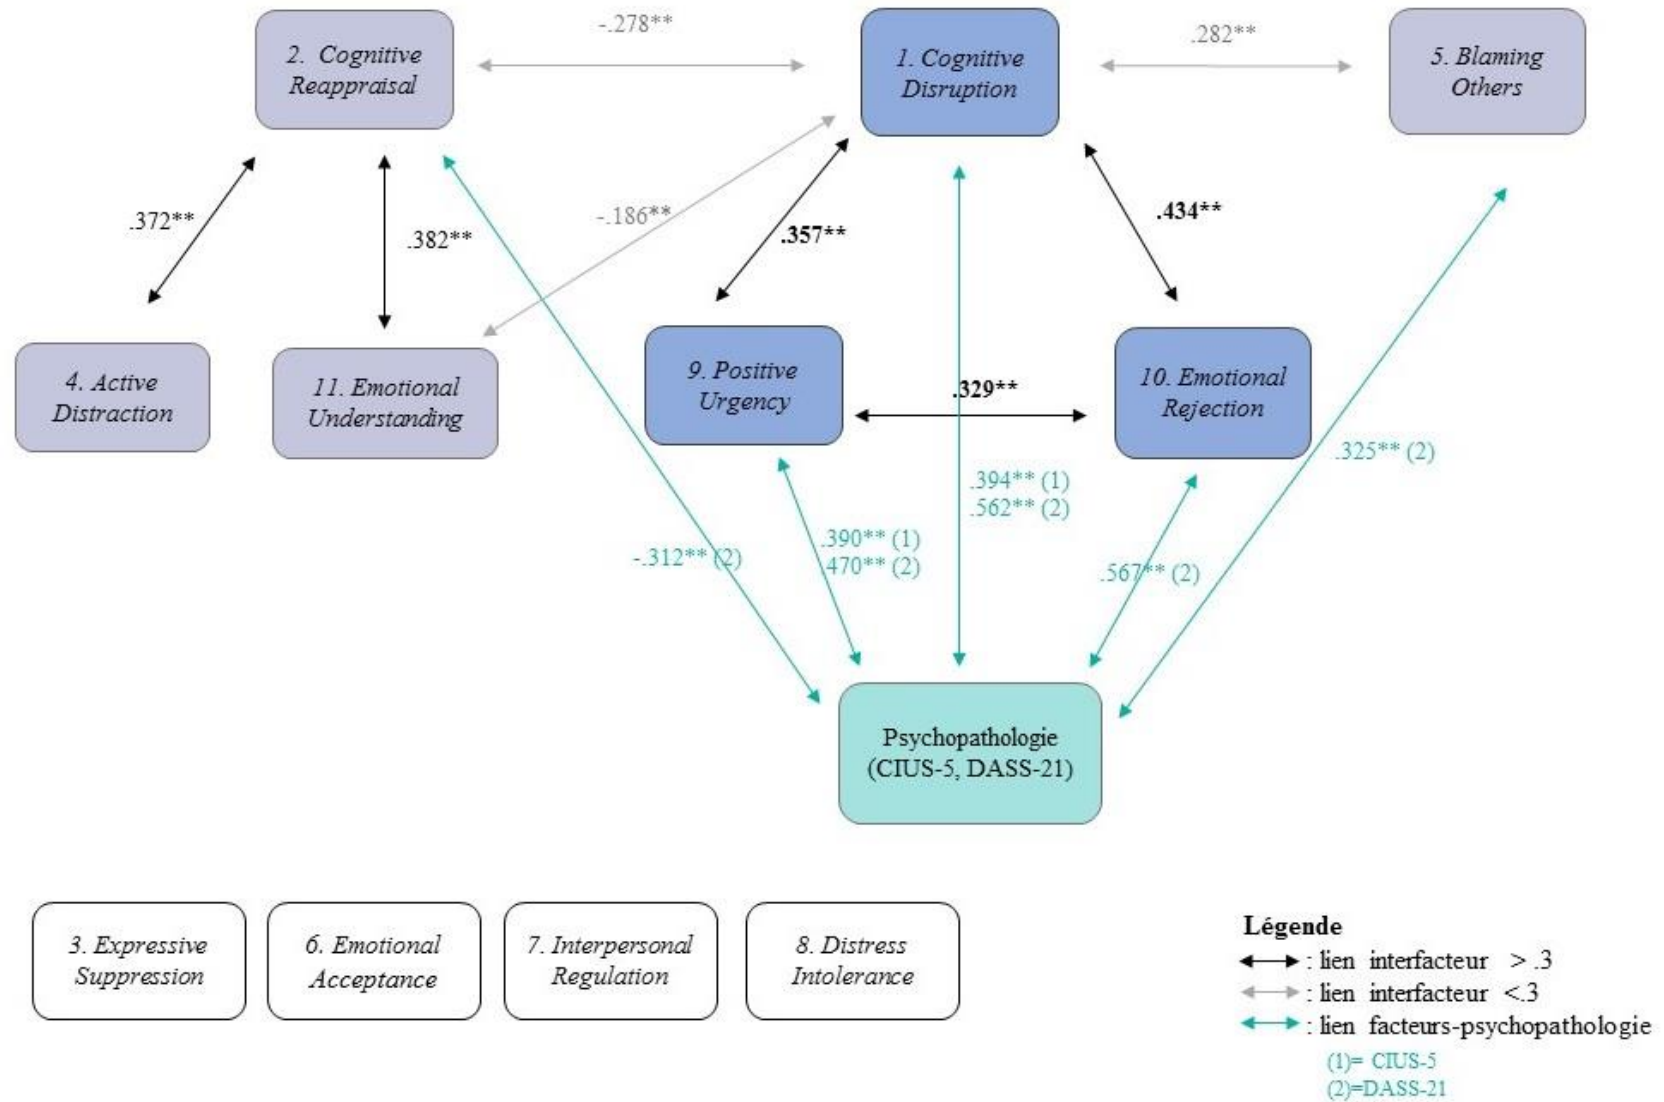 -.278**
.282**
2. Cognitive
Reappraisal
1. Cognitive
Disruption
5. Blaming
Others
.372**
.382**
-.186**
.357**
.434**
4. Active
Distraction
11. Emotional
Understanding
9. Positive
Urgency
.329**
10. Emotional
Rejection
.325** (2)
.394** (1)
.562** (2)
-.312** (2)
.390** (1)
.470** (2)
.567** (2)
Psychopathologie
(CIUS-5, DASS-21)
3. Expressive
Suppression
6. Emotional
Acceptance
7. Interpersonal
Regulation
8. Distress
Intolerance
Légende
: lien interfacteur > .3
: lien interfacteur <.3
: lien facteurs-psychopathologie
(1)= CIUS-5
(2)=DASS-21